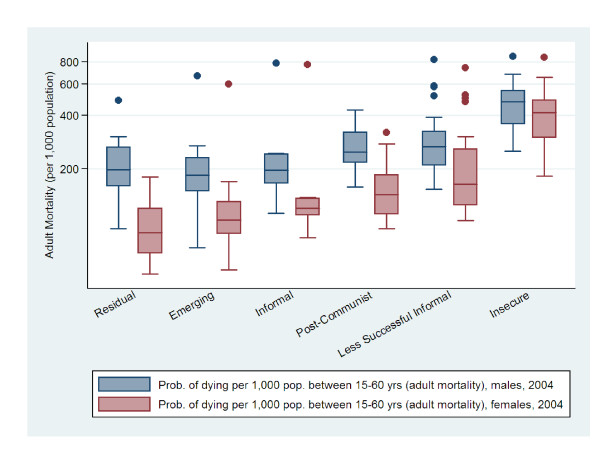 Adult Mortality (per 1,000 population)
800
600
400
200
Residual
Emerging
Informal
Post-Communist
Less Successful Informal
Insecure
Prob. of dying per 1,000 pop. between 15-60 yrs (adult mortality), males, 2004
Prob. of dying per 1,000 pop. between 15-60 yrs (adult mortality), females, 2004